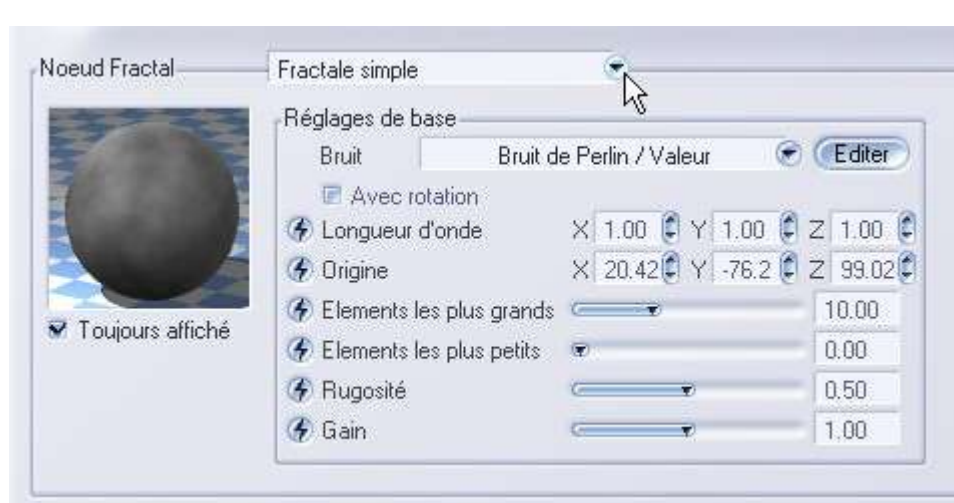 Noeud Fractal Fractale simple
Réglages de base
Bruit Bruit de Perlin / Valeur Editer
Avec rotation
Longueur d'onde X 1.00 Y 1.00 Z 1.00
Origine X 20.42 Y -76.2 Z 99.02
Elements les plus grands 10.00
Toujours affiché
Elements les plus petits 0.00
Rugosité 0.50
Gain 1.00